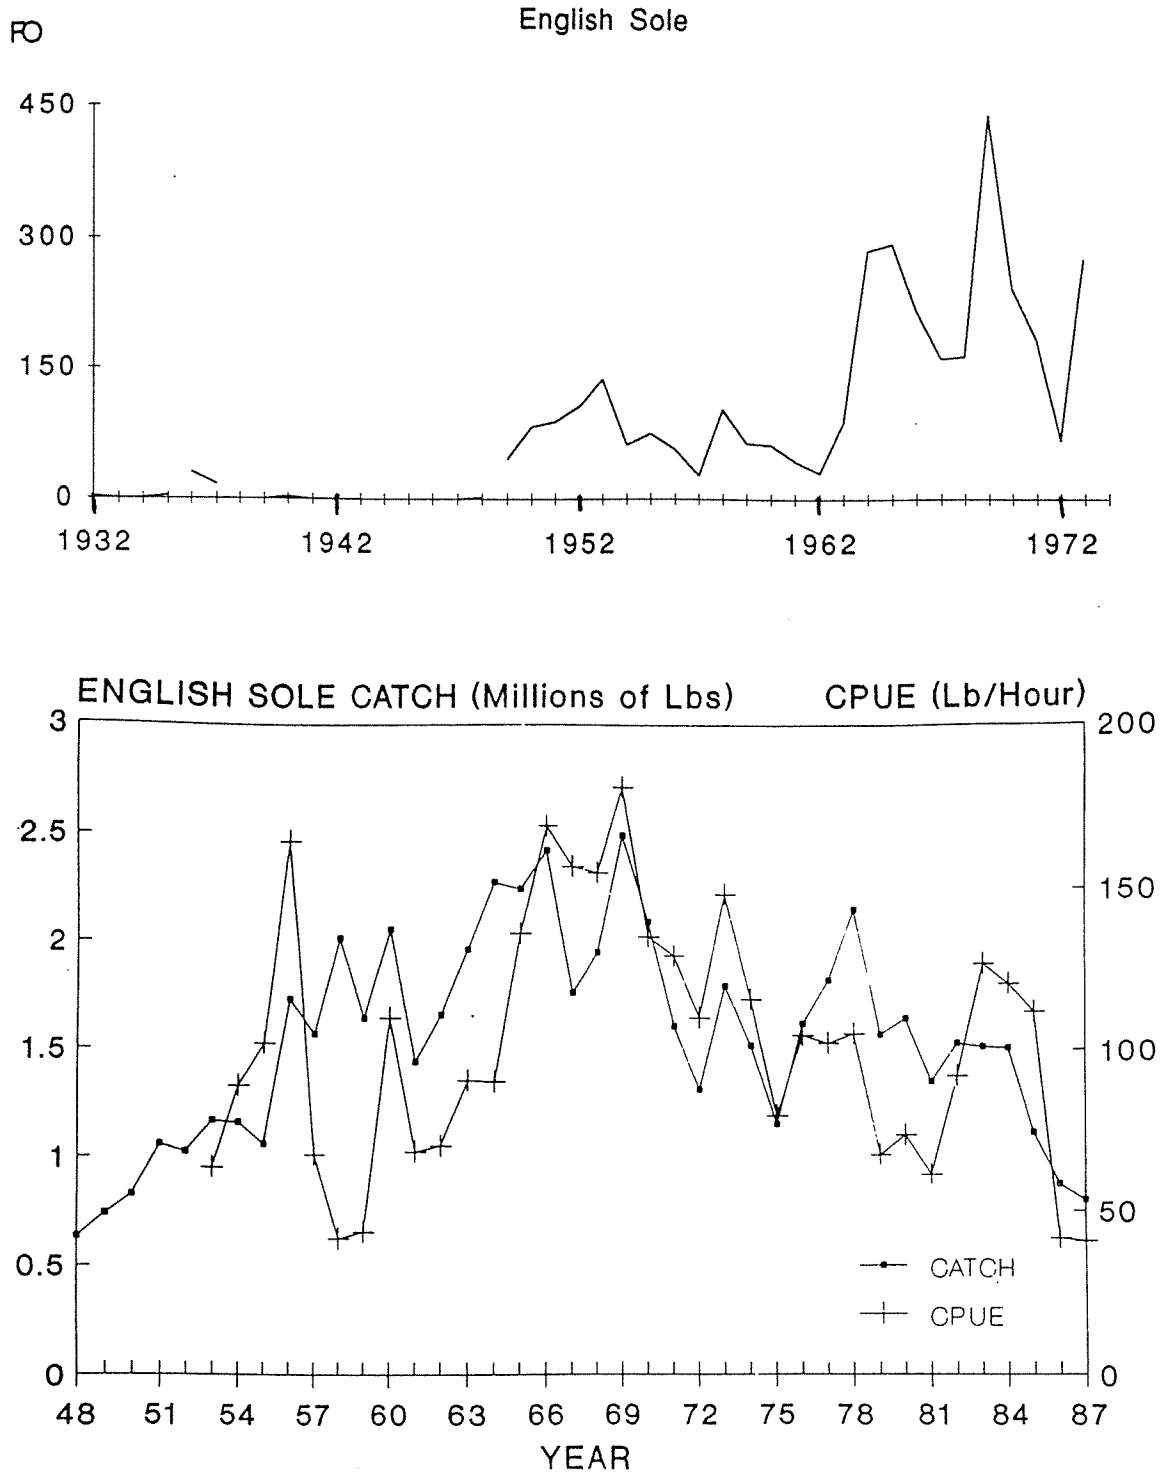 English Sole
FO
450
300
150
0
1932 1942 1952 1962 1972
ENGLISH SOLE CATCH (Millions of Lbs) CPUE (Lb/Hour)
3 200
2.5
150
2
1.5 100
1
50
0.5
CATCH
CPUE
0 0
48 51 54 57 60 63 66 69 72 75 78 81 84 87
YEAR